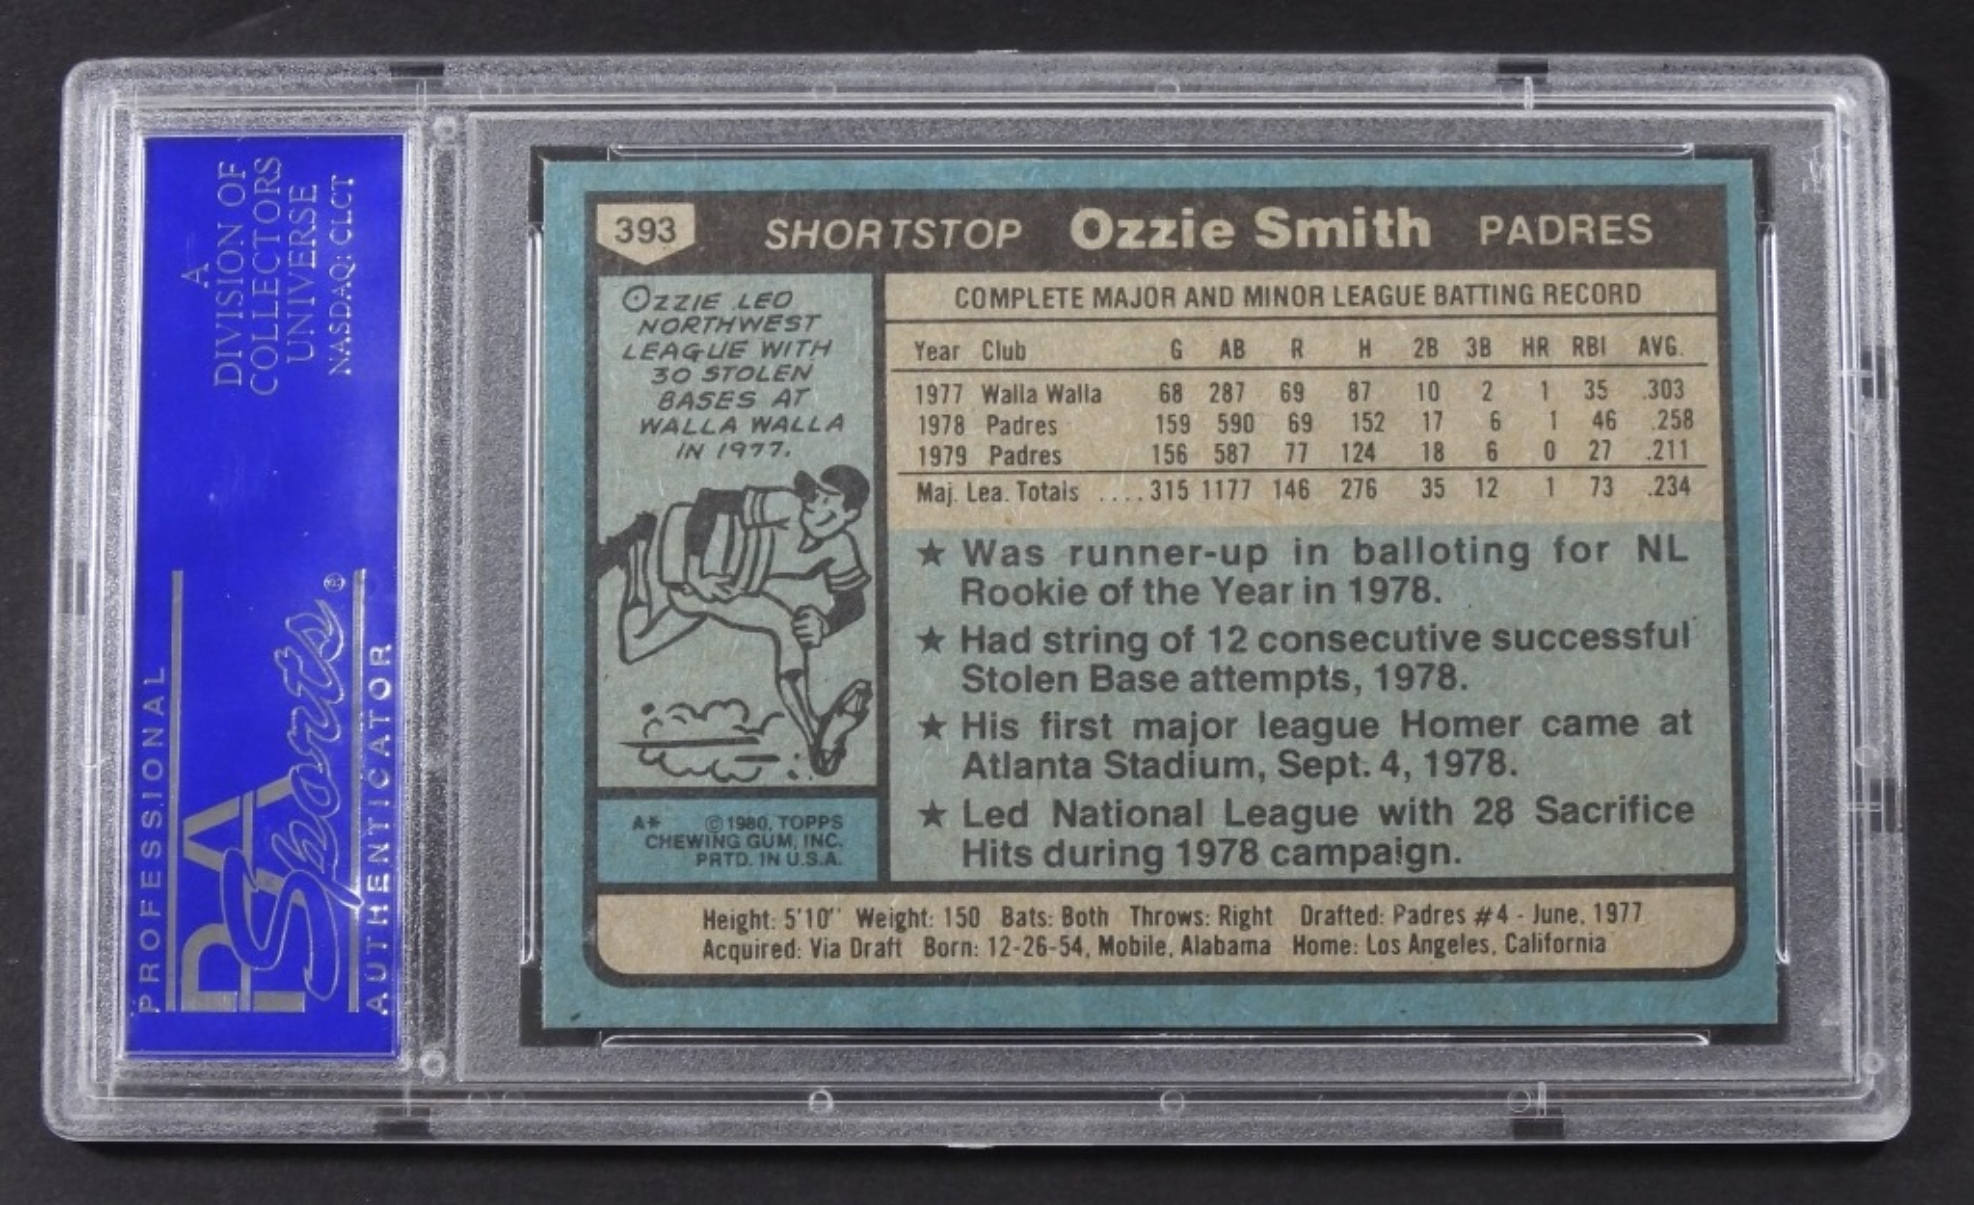 A
DIVISION OF
COLLECTORS
UNIVERSE
NASDAQ: CLCT
PROFESSIONAL
PSA
Sports®
AUTHENTICATOR
393 SHORTSTOP Ozzie Smith PADRES
OZZIE LED
NORTHWEST
LEAGUE WITH
30 STOLEN
BASES AT
WALLA WALLA
IN 1977.
A* ©1980, TOPPS
CHEWING GUM, INC.
PRTD. IN U.S.A.
COMPLETE MAJOR AND MINOR LEAGUE BATTING RECORD
Year Club G AB R H 2B 3B HR RBI AVG.
1977 Walla Walla 68 287 69 87 10 2 1 35 .303
1978 Padres 159 590 69 152 17 6 1 46 .258
1979 Padres 156 587 77 124 18 6 0 27 .211
Maj. Lea. Totals ....315 1177 146 276 35 12 1 73 .234
★ Was runner-up in balloting for NL
Rookie of the Year in 1978.
★ Had string of 12 consecutive successful
Stolen Base attempts, 1978.
★ His first major league Homer came at
Atlanta Stadium, Sept. 4, 1978.
★ Led National League with 28 Sacrifice
Hits during 1978 campaign.
Height: 5'10" Weight: 150 Bats: Both Throws: Right Drafted: Padres #4 - June, 1977
Acquired: Via Draft Born: 12-26-54, Mobile, Alabama Home: Los Angeles, California